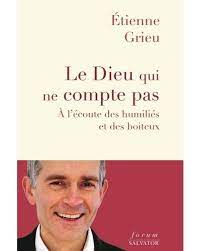 Étienne
Grieu
Le Dieu qui
ne compte pas
À l'écoute des humiliés
et des boiteux
forum
SALVATOR